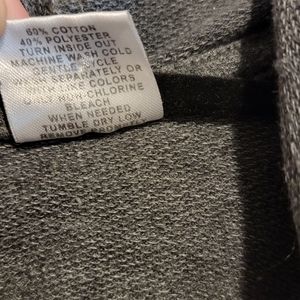 60% COTTON
40% POLYESTER
TURN INSIDE OUT
MACHINE WASH COLD
GENTLE CYCLE
WASH SEPARATELY OR
WITH LIKE COLORS
ONLY NON-CHLORINE
BLEACH
WHEN NEEDED
TUMBLE DRY LOW
REMOVE